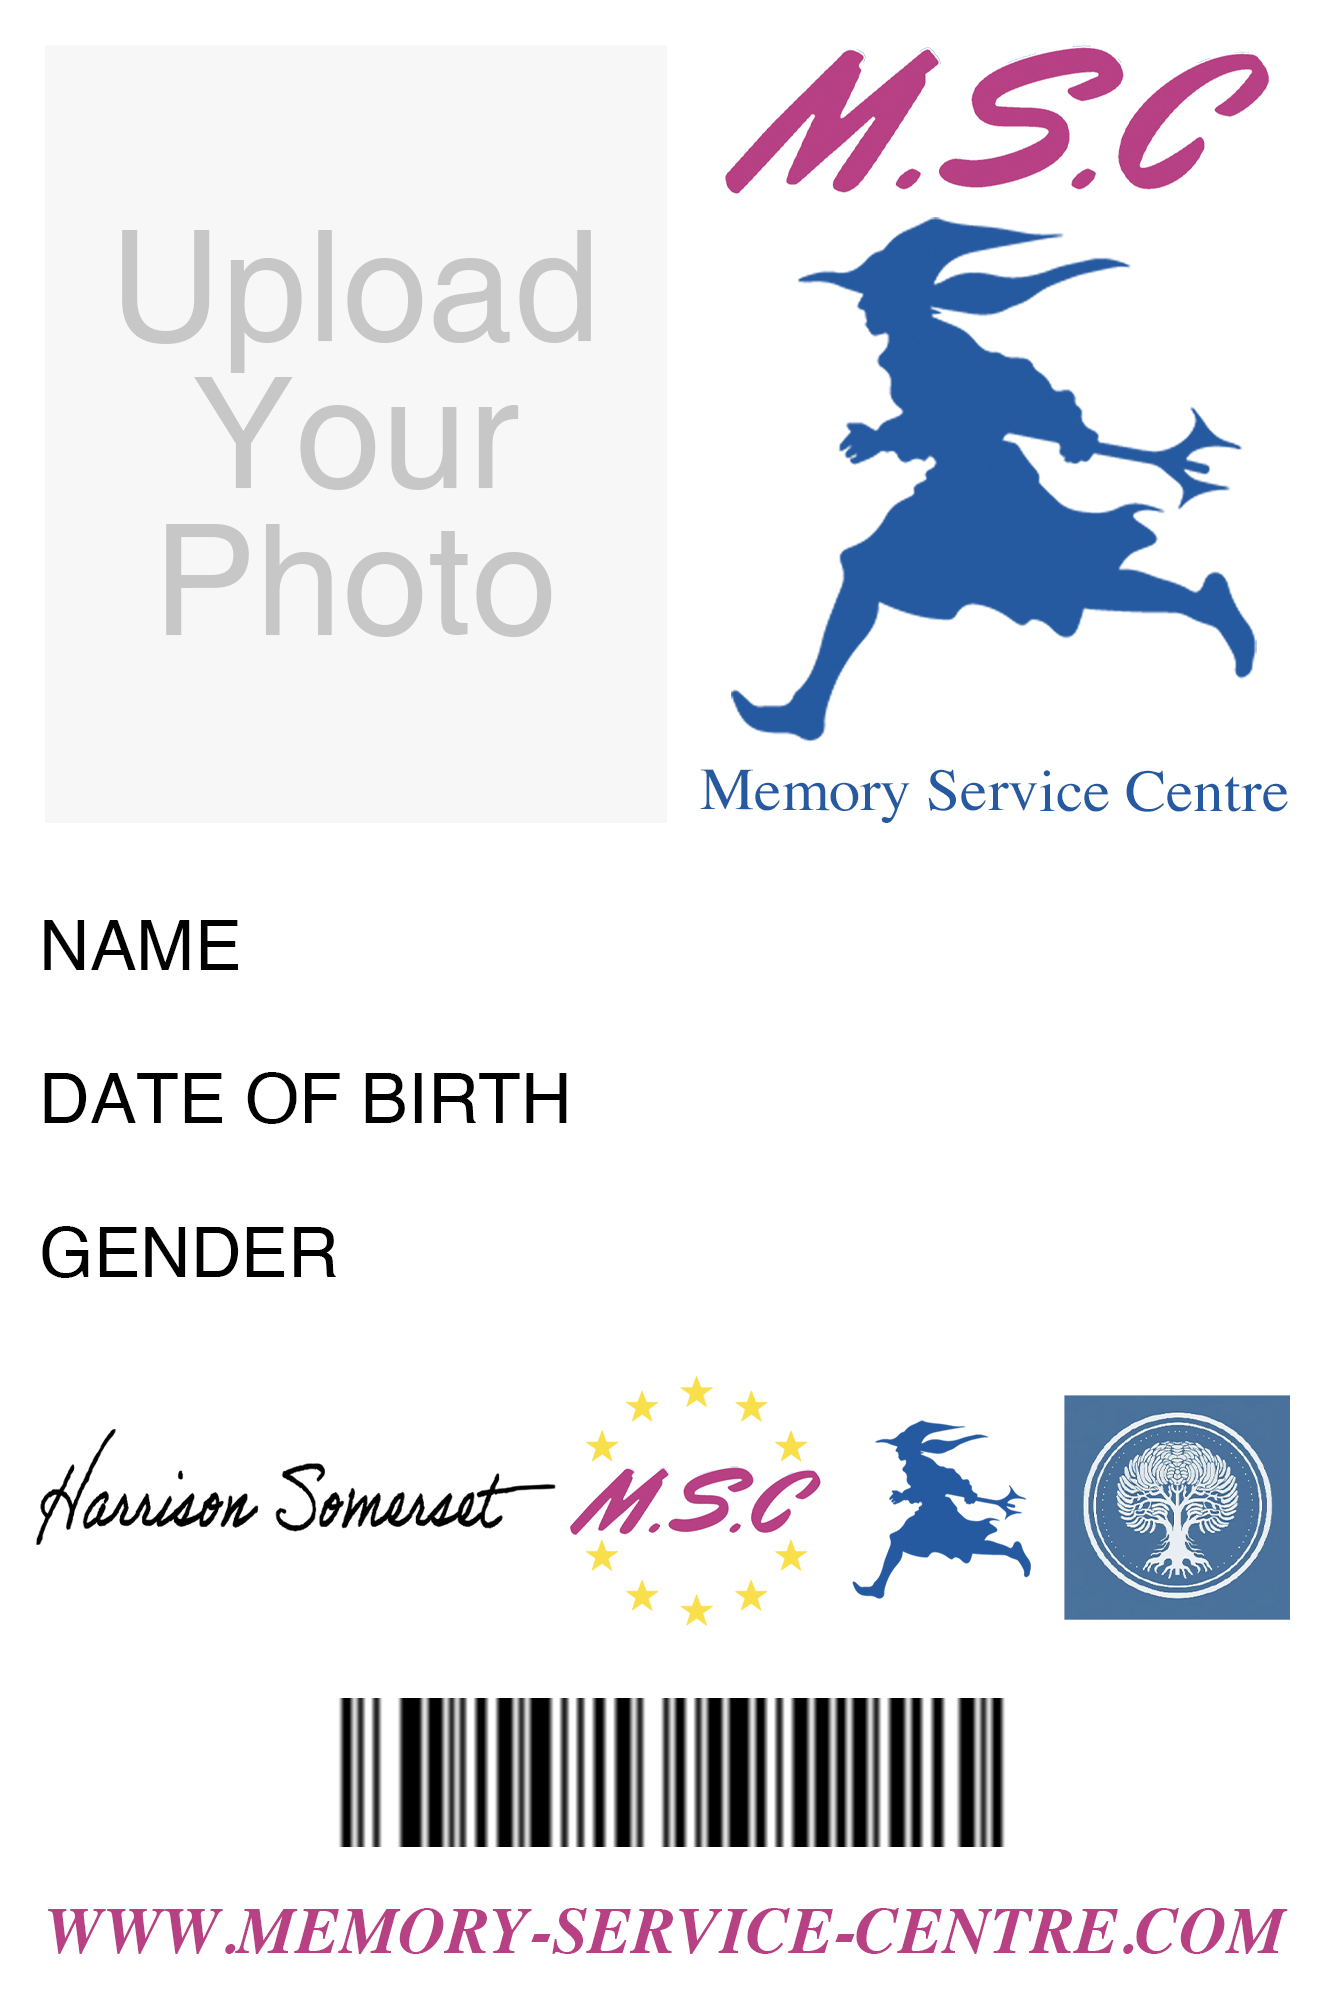 Upload
Your
Photo
M.S.C
Memory Service Centre
NAME
DATE OF BIRTH
GENDER
Harrison Somerset
M.S.C
WWW.MEMORY-SERVICE-CENTRE.COM